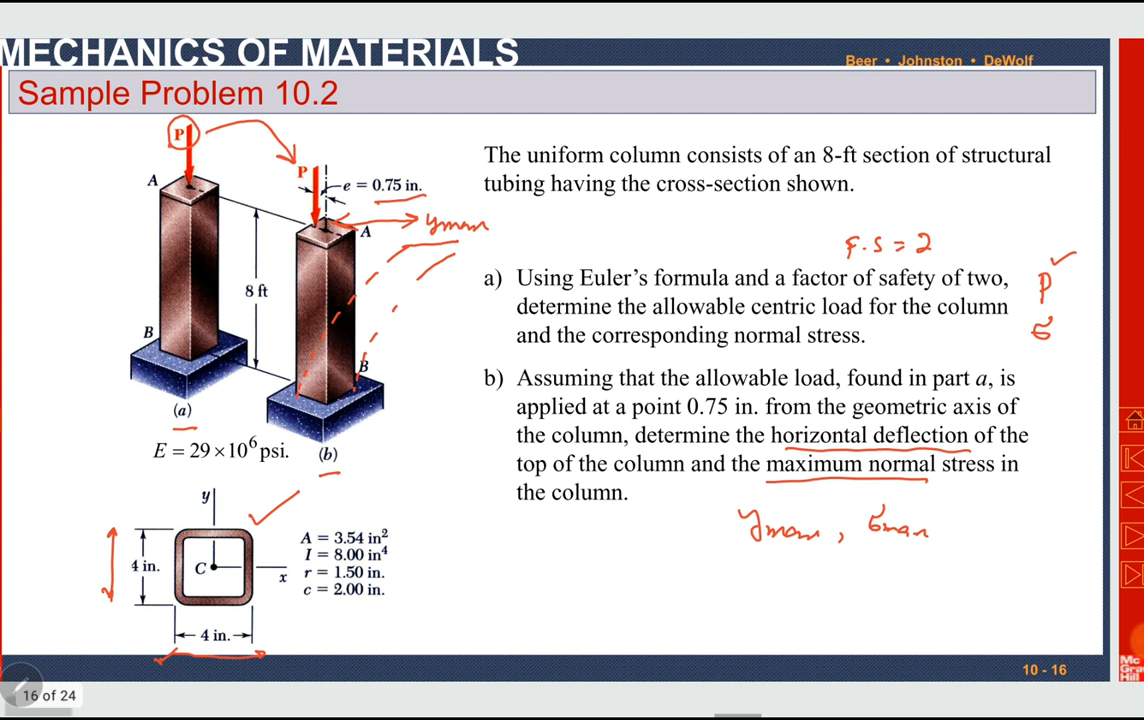 MECHANICS OF MATERIALS
Beer • Johnston • DeWolf
Sample Problem 10.2
P
A
B
8 ft
P
e = 0.75 in.
ymax
A
B
(a)
(b)
E = 29 × 10⁶ psi.
The uniform column consists of an 8-ft section of structural
tubing having the cross-section shown.
F.S = 2
a) Using Euler's formula and a factor of safety of two,
determine the allowable centric load for the column
and the corresponding normal stress.
P
σ
b) Assuming that the allowable load, found in part a, is
applied at a point 0.75 in. from the geometric axis of
the column, determine the horizontal deflection of the
top of the column and the maximum normal stress in
the column.
ymax , σmax
y
4 in.
C
x
4 in.
A = 3.54 in²
I = 8.00 in⁴
r = 1.50 in.
c = 2.00 in.
10 - 16
Mc
Gra
Hill
16 of 24